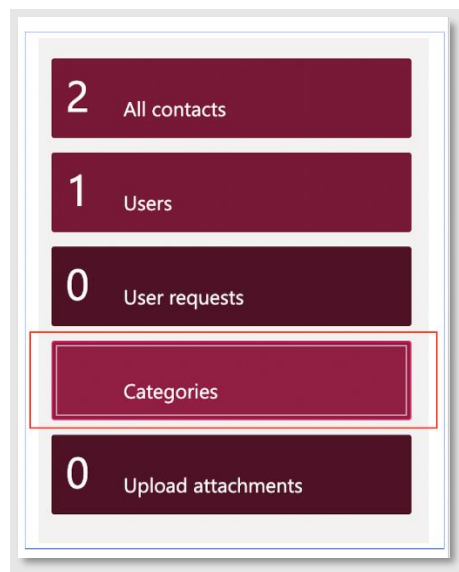 2 All contacts
1 Users
0 User requests
Categories
0 Upload attachments